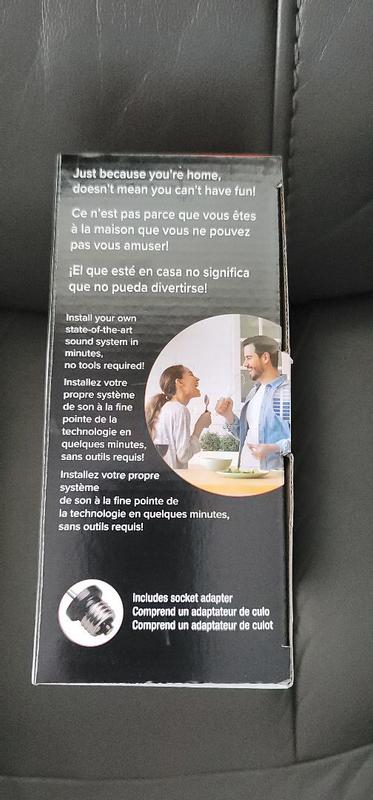 Just because you're home,
doesn't mean you can't have fun!
Ce n'est pas parce que vous êtes
à la maison que vous ne pouvez
pas vous amuser!
¡El que esté en casa no significa
que no pueda divertirse!
Install your own
state-of-the-art
sound system in
minutes,
no tools required!
Installez votre
propre système
de son à la fine
pointe de la
technologie en
quelques minutes,
sans outils requis!
Installez votre propre
système
de son à la fine pointe de
la technologie en quelques minutes,
sans outils requis!
Includes socket adapter
Comprend un adaptateur de culo
Comprend un adaptateur de culot